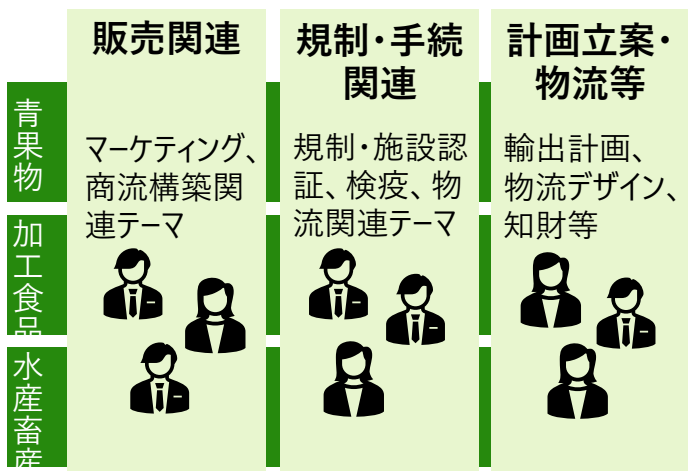 販売関連
規制・手続
関連
計画立案・
物流等
青果物
マーケティング、
商流構築関
連テーマ
規制・施設認
証、検疫、物
流関連テーマ
輸出計画、
物流デザイン、
知財等
加工食品
水産畜産